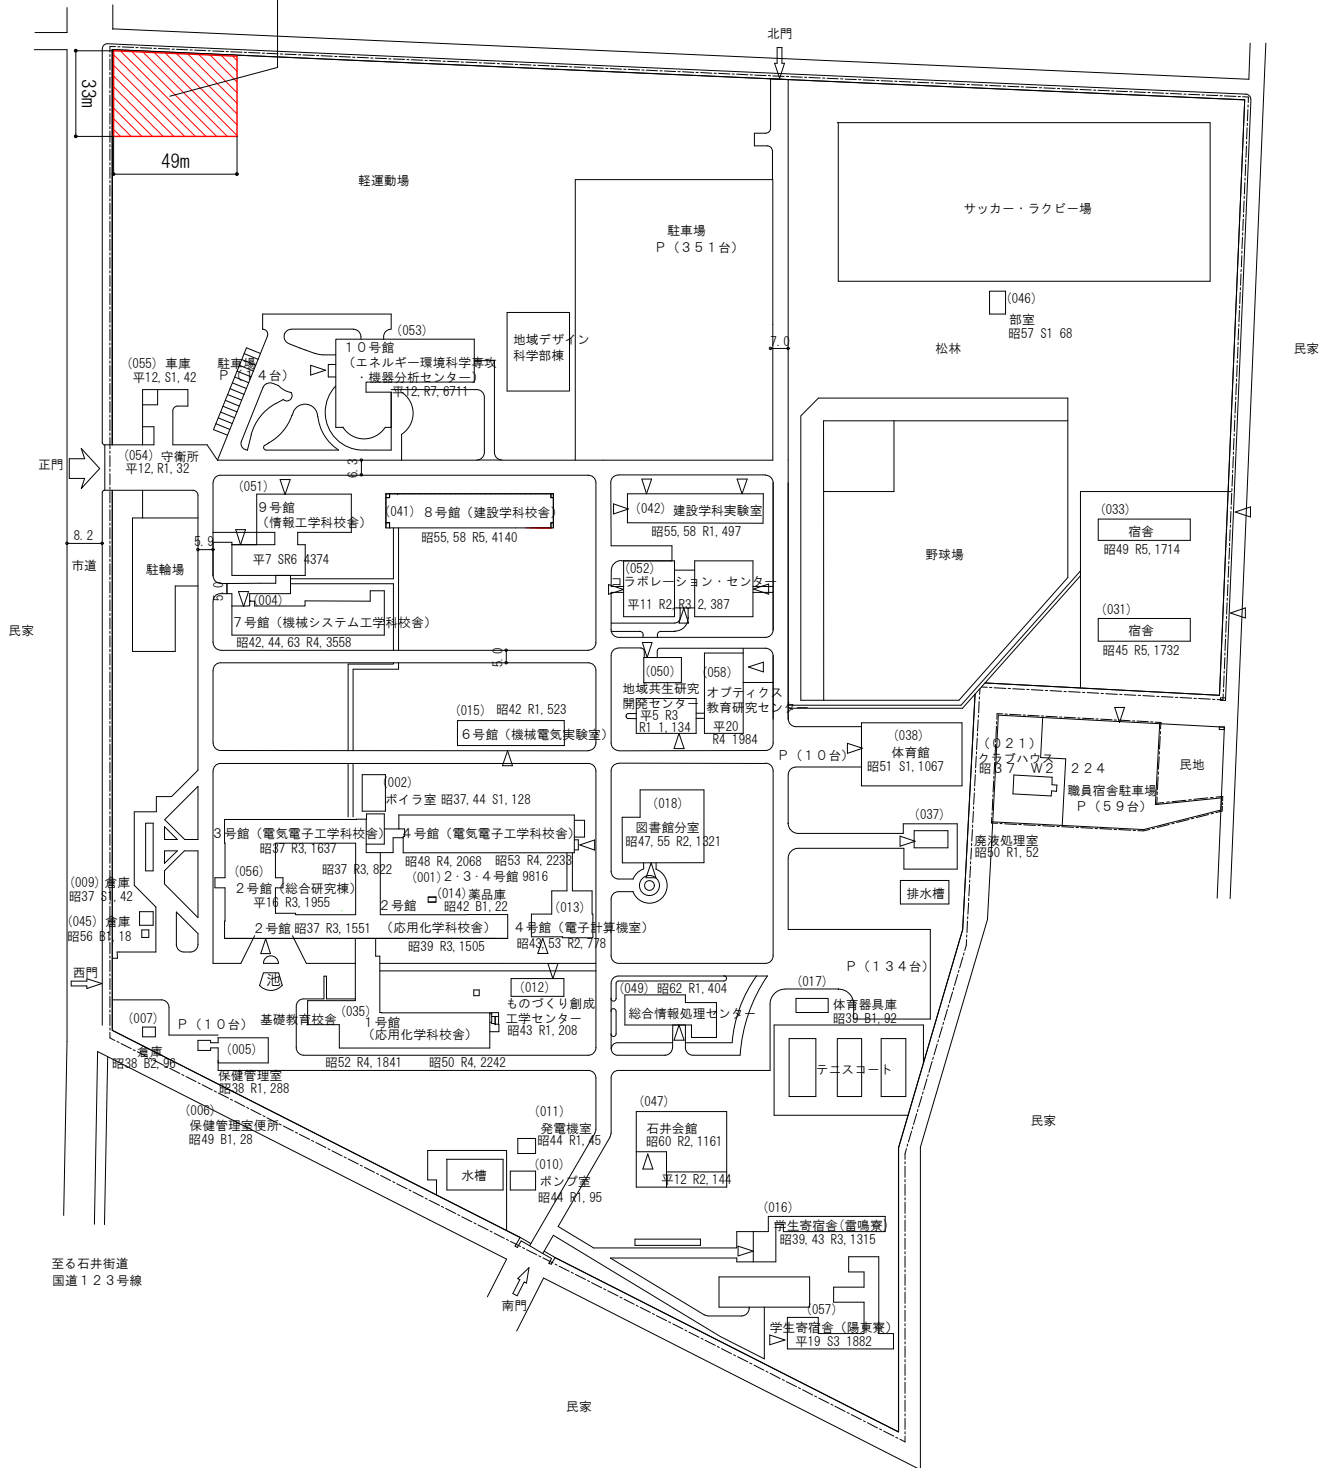 北門
33m
49m
軽運動場
サッカー・ラクビー場
駐車場
Ｐ（３５１台）
(046)
部室
昭57 S1 68
松林
民家
7.0
(053)
１０号館
（エネルギー環境科学専攻
・機器分析センター）
平12,R7,6711
地域デザイン
科学部棟
(055) 車庫
平12,S1,42
駐車場
(054) 守衛所
平12,R1,32
正門
6.3
(051)
９号館
（情報工学科校舎）
平7 SR6 4374
(041) ８号館（建設学科校舎）
昭55,58 R5,4140
(042) 建設学科実験室
昭55,58 R1,497
(033)
宿舎
昭49 R5,1714
野球場
8.2
市道
5.9
駐輪場
(052)
コラボレーション・センター
平11 R2,R3 2,387
5.0
(004)
７号館（機械システム工学科校舎）
昭42,44,63 R4,3558
(031)
宿舎
昭45 R5,1732
民家
5.0
(050)
地域共生研究
開発センター
平5 R3
R1 1,134
(058)
オプティクス
教育研究センター
平20
R4 1984
(015) 昭42 R1,523
６号館（機械電気実験室）
(038)
体育館
昭51 S1,1067
Ｐ（10台）
（０２１）
クラブハウス
昭３７ Ｗ２ ２２４
職員宿舎駐車場
Ｐ（５９台）
民地
(002)
ボイラ室 昭37,44 S1,128
(018)
図書館分室
昭47,55 R2,1321
(037)
廃液処理室
昭50 R1,52
３号館（電気電子工学科校舎）
昭37 R3,1637
４号館（電気電子工学科校舎）
昭48 R4,2068 昭53 R4,2233
昭37 R3,822
(001) ２・３・４号館 9816
(056)
２号館（総合研究棟）
平16 R3,1955
(014) 薬品庫
昭42 B1,22
排水槽
(009) 倉庫
昭37 S1,42
(045) 倉庫
昭56 B1,18
２号館
２号館 昭37 R3,1551 （応用化学科校舎）
昭39 R3,1505
(013)
４号館（電子計算機室）
昭43,53 R2,778
西門
池
Ｐ（１３４台）
(012)
ものづくり創成
工学センター
昭43 R1,208
(049) 昭62 R1,404
総合情報処理センター
(017)
体育器具庫
昭39 B1,92
(007)
倉庫
昭38 B2,96
Ｐ（１０台）
基礎教育校舎
(035)
１号館
（応用化学科校舎）
昭52 R4,1841 昭50 R4,2242
(005)
保健管理室
昭38 R1,288
テニスコート
(006)
保健管理室便所
昭49 B1,28
(011)
発電機室
昭44 R1,45
(047)
石井会館
昭60 R2,1161
平12 R2,144
民家
水槽
(010)
ポンプ室
昭44 R1,95
(016)
学生寄宿舎(雷鳴寮)
昭39,43 R3,1315
至る石井街道
国道１２３号線
南門
(057)
学生寄宿舎（陽東寮）
平19 S3 1882
民家